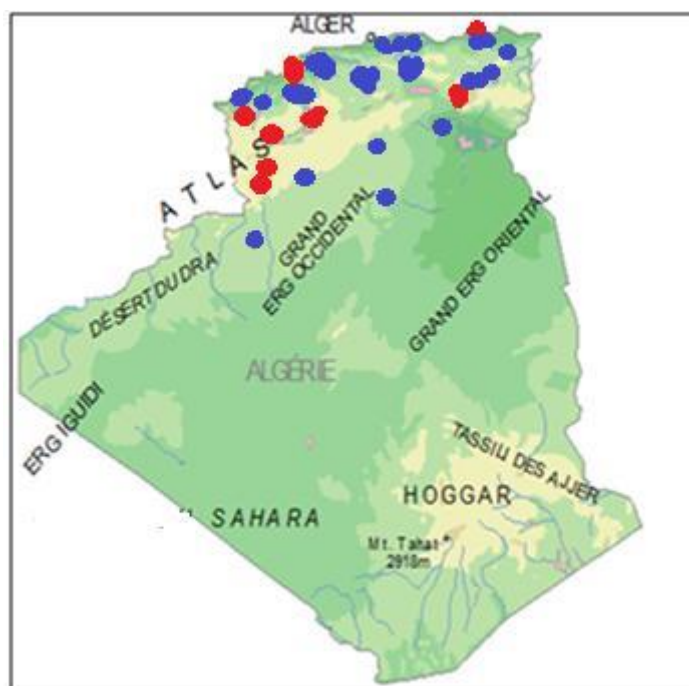 ALGER
ATLAS
GRAND
ERG OCCIDENTAL
GRAND ERG ORIENTAL
DÉSERT DU DRA
ALGÉRIE
ERG IGUIDI
TASSILI DES AJJER
HOGGAR
SAHARA
Mt. Tahat
2918m